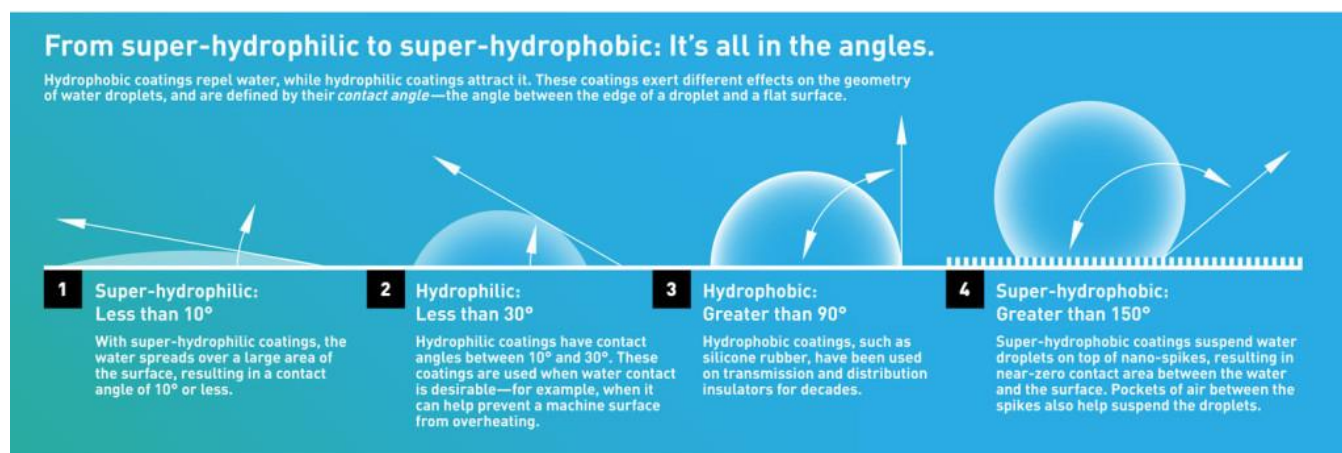 From super-hydrophilic to super-hydrophobic: It's all in the angles.
Hydrophobic coatings repel water, while hydrophilic coatings attract it. These coatings exert different effects on the geometry
of water droplets, and are defined by their contact angle—the angle between the edge of a droplet and a flat surface.
1
Super-hydrophilic:
Less than 10°
With super-hydrophilic coatings, the
water spreads over a large area of
the surface, resulting in a contact
angle of 10° or less.
2
Hydrophilic:
Less than 30°
Hydrophilic coatings have contact
angles between 10° and 30°. These
coatings are used when water contact
is desirable—for example, when it
can help prevent a machine surface
from overheating.
3
Hydrophobic:
Greater than 90°
Hydrophobic coatings, such as
silicone rubber, have been used
on transmission and distribution
insulators for decades.
4
Super-hydrophobic:
Greater than 150°
Super-hydrophobic coatings suspend water
droplets on top of nano-spikes, resulting in
near-zero contact area between the water
and the surface. Pockets of air between the
spikes also help suspend the droplets.